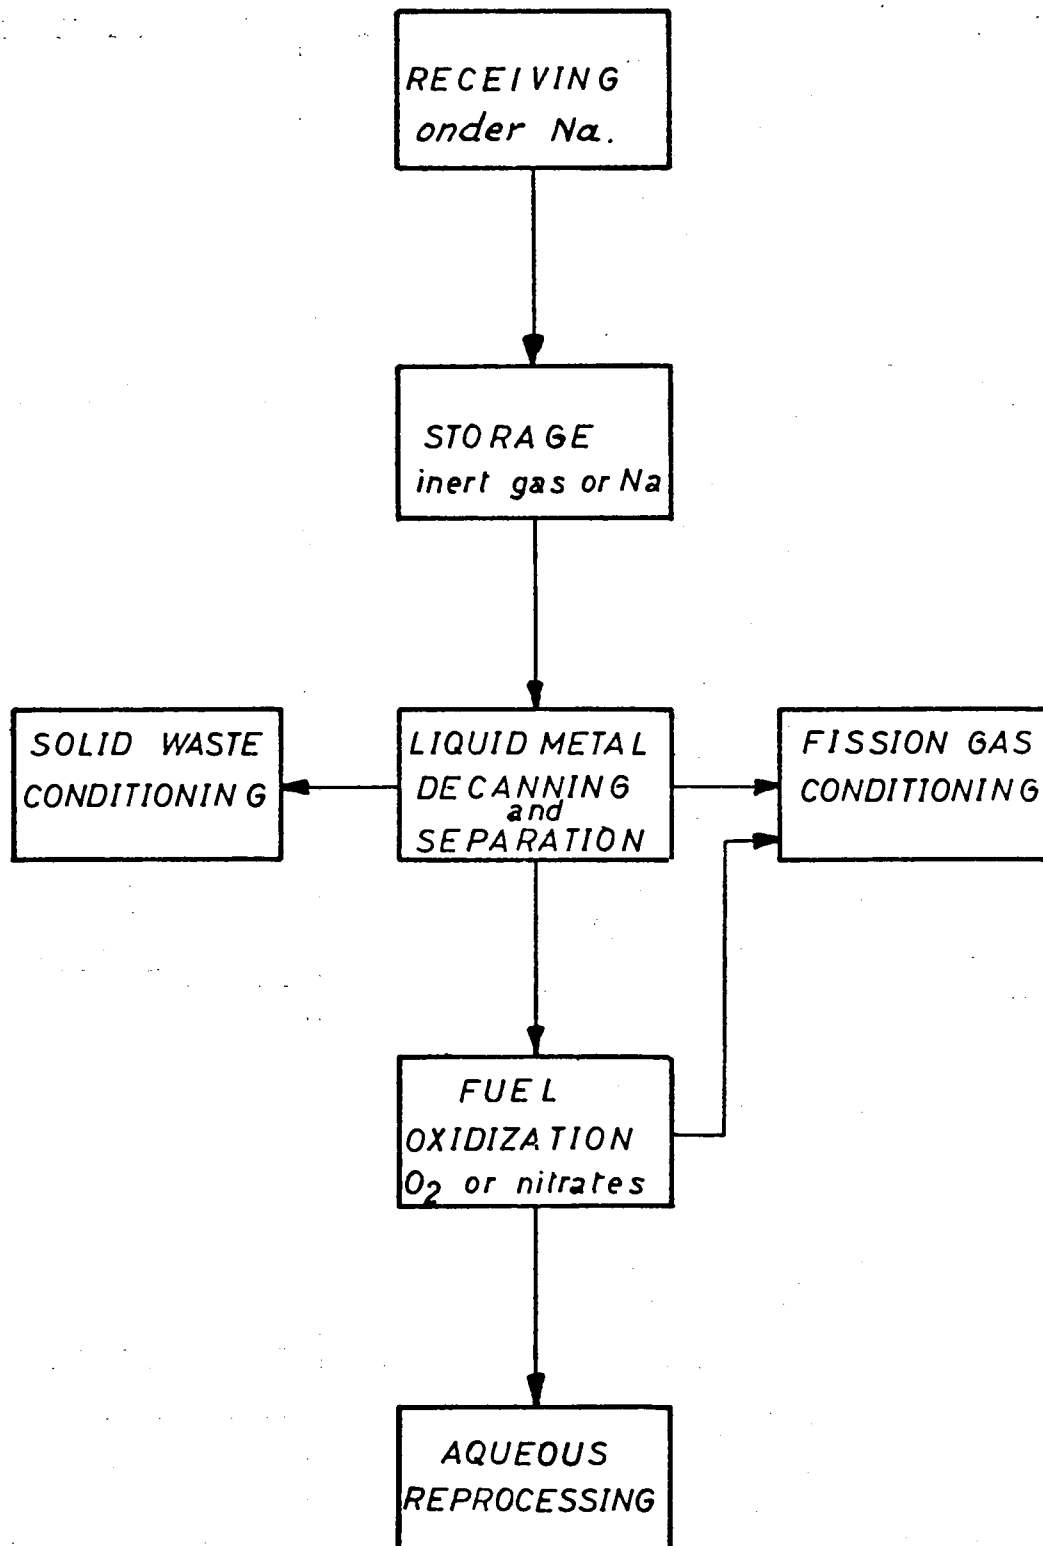 RECEIVING
onder Na.
STORAGE
inert gas or Na
SOLID WASTE
CONDITIONING
LIQUID METAL
DECANNING
and
SEPARATION
FISSION GAS
CONDITIONING
FUEL
OXIDIZATION
O2 or nitrates
AQUEOUS
REPROCESSING